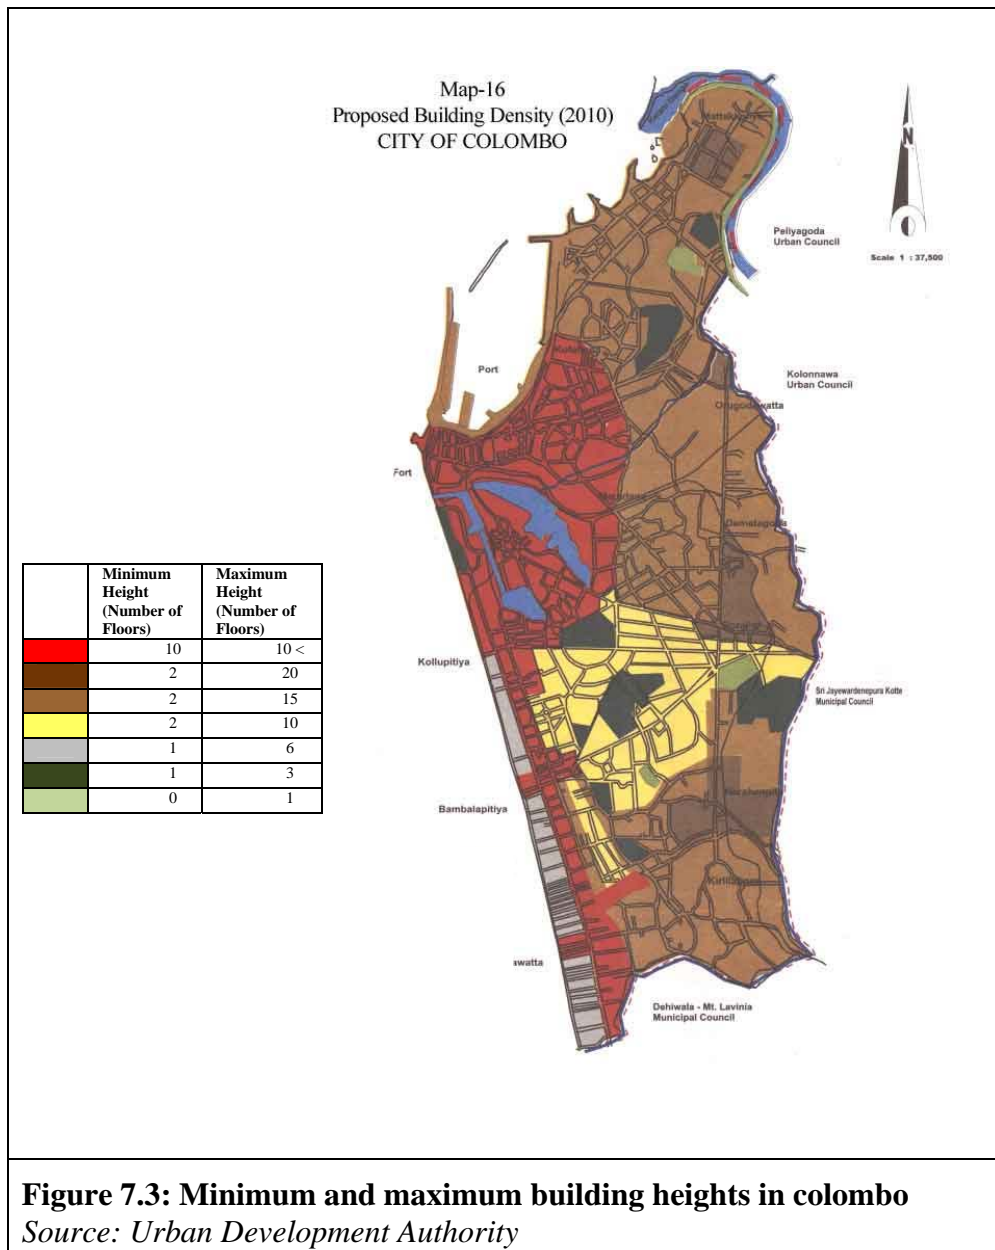 Map-16
Proposed Building Density (2010)
CITY OF COLOMBO
N
Scale 1 : 37,500
Peliyagoda
Urban Council
Port
Kolonnawa
Urban Council
Orugodawatta
Fort
Dematagoda
Minimum
Height
(Number of
Floors)
Maximum
Height
(Number of
Floors)
10 10 <
2 20
2 15
2 10
1 6
1 3
0 1
Kollupitiya
Sri Jayewardenepura Kotte
Municipal Council
Bambalapitiya
awatta
Dehiwala - Mt. Lavinia
Municipal Council
Figure 7.3: Minimum and maximum building heights in colombo
Source: Urban Development Authority